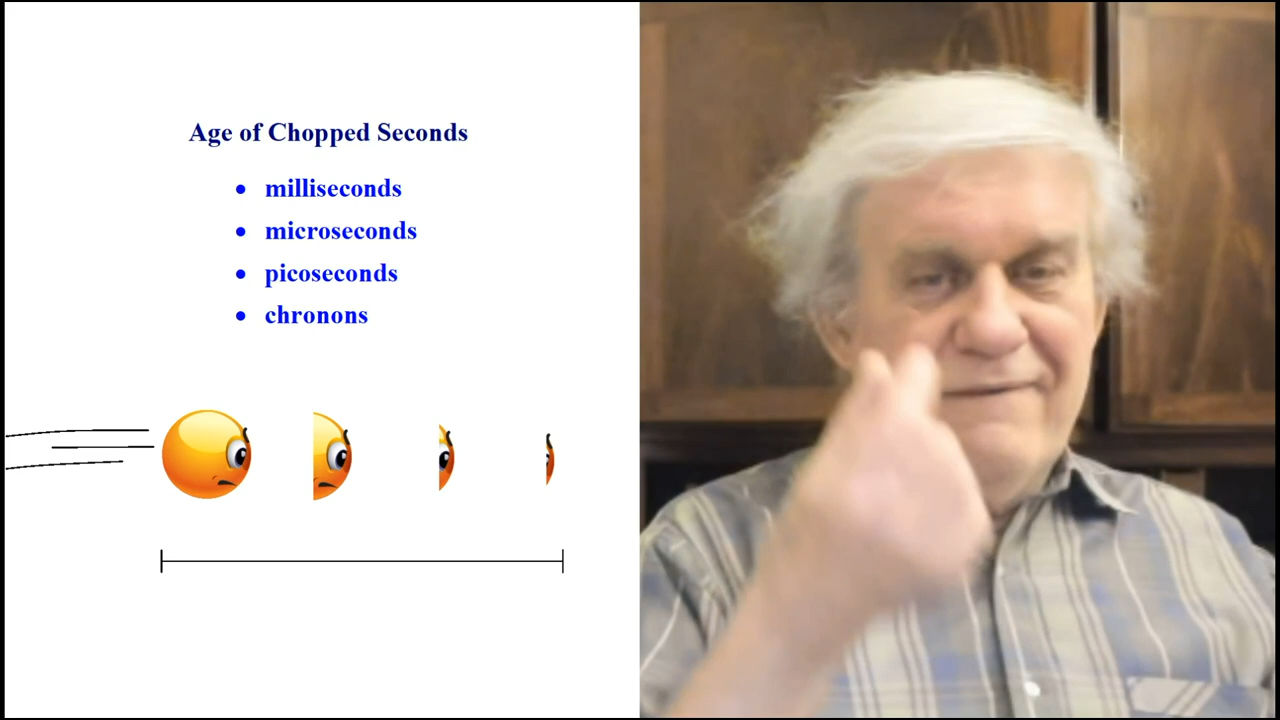 Age of Chopped Seconds
milliseconds
microseconds
picoseconds
chronons